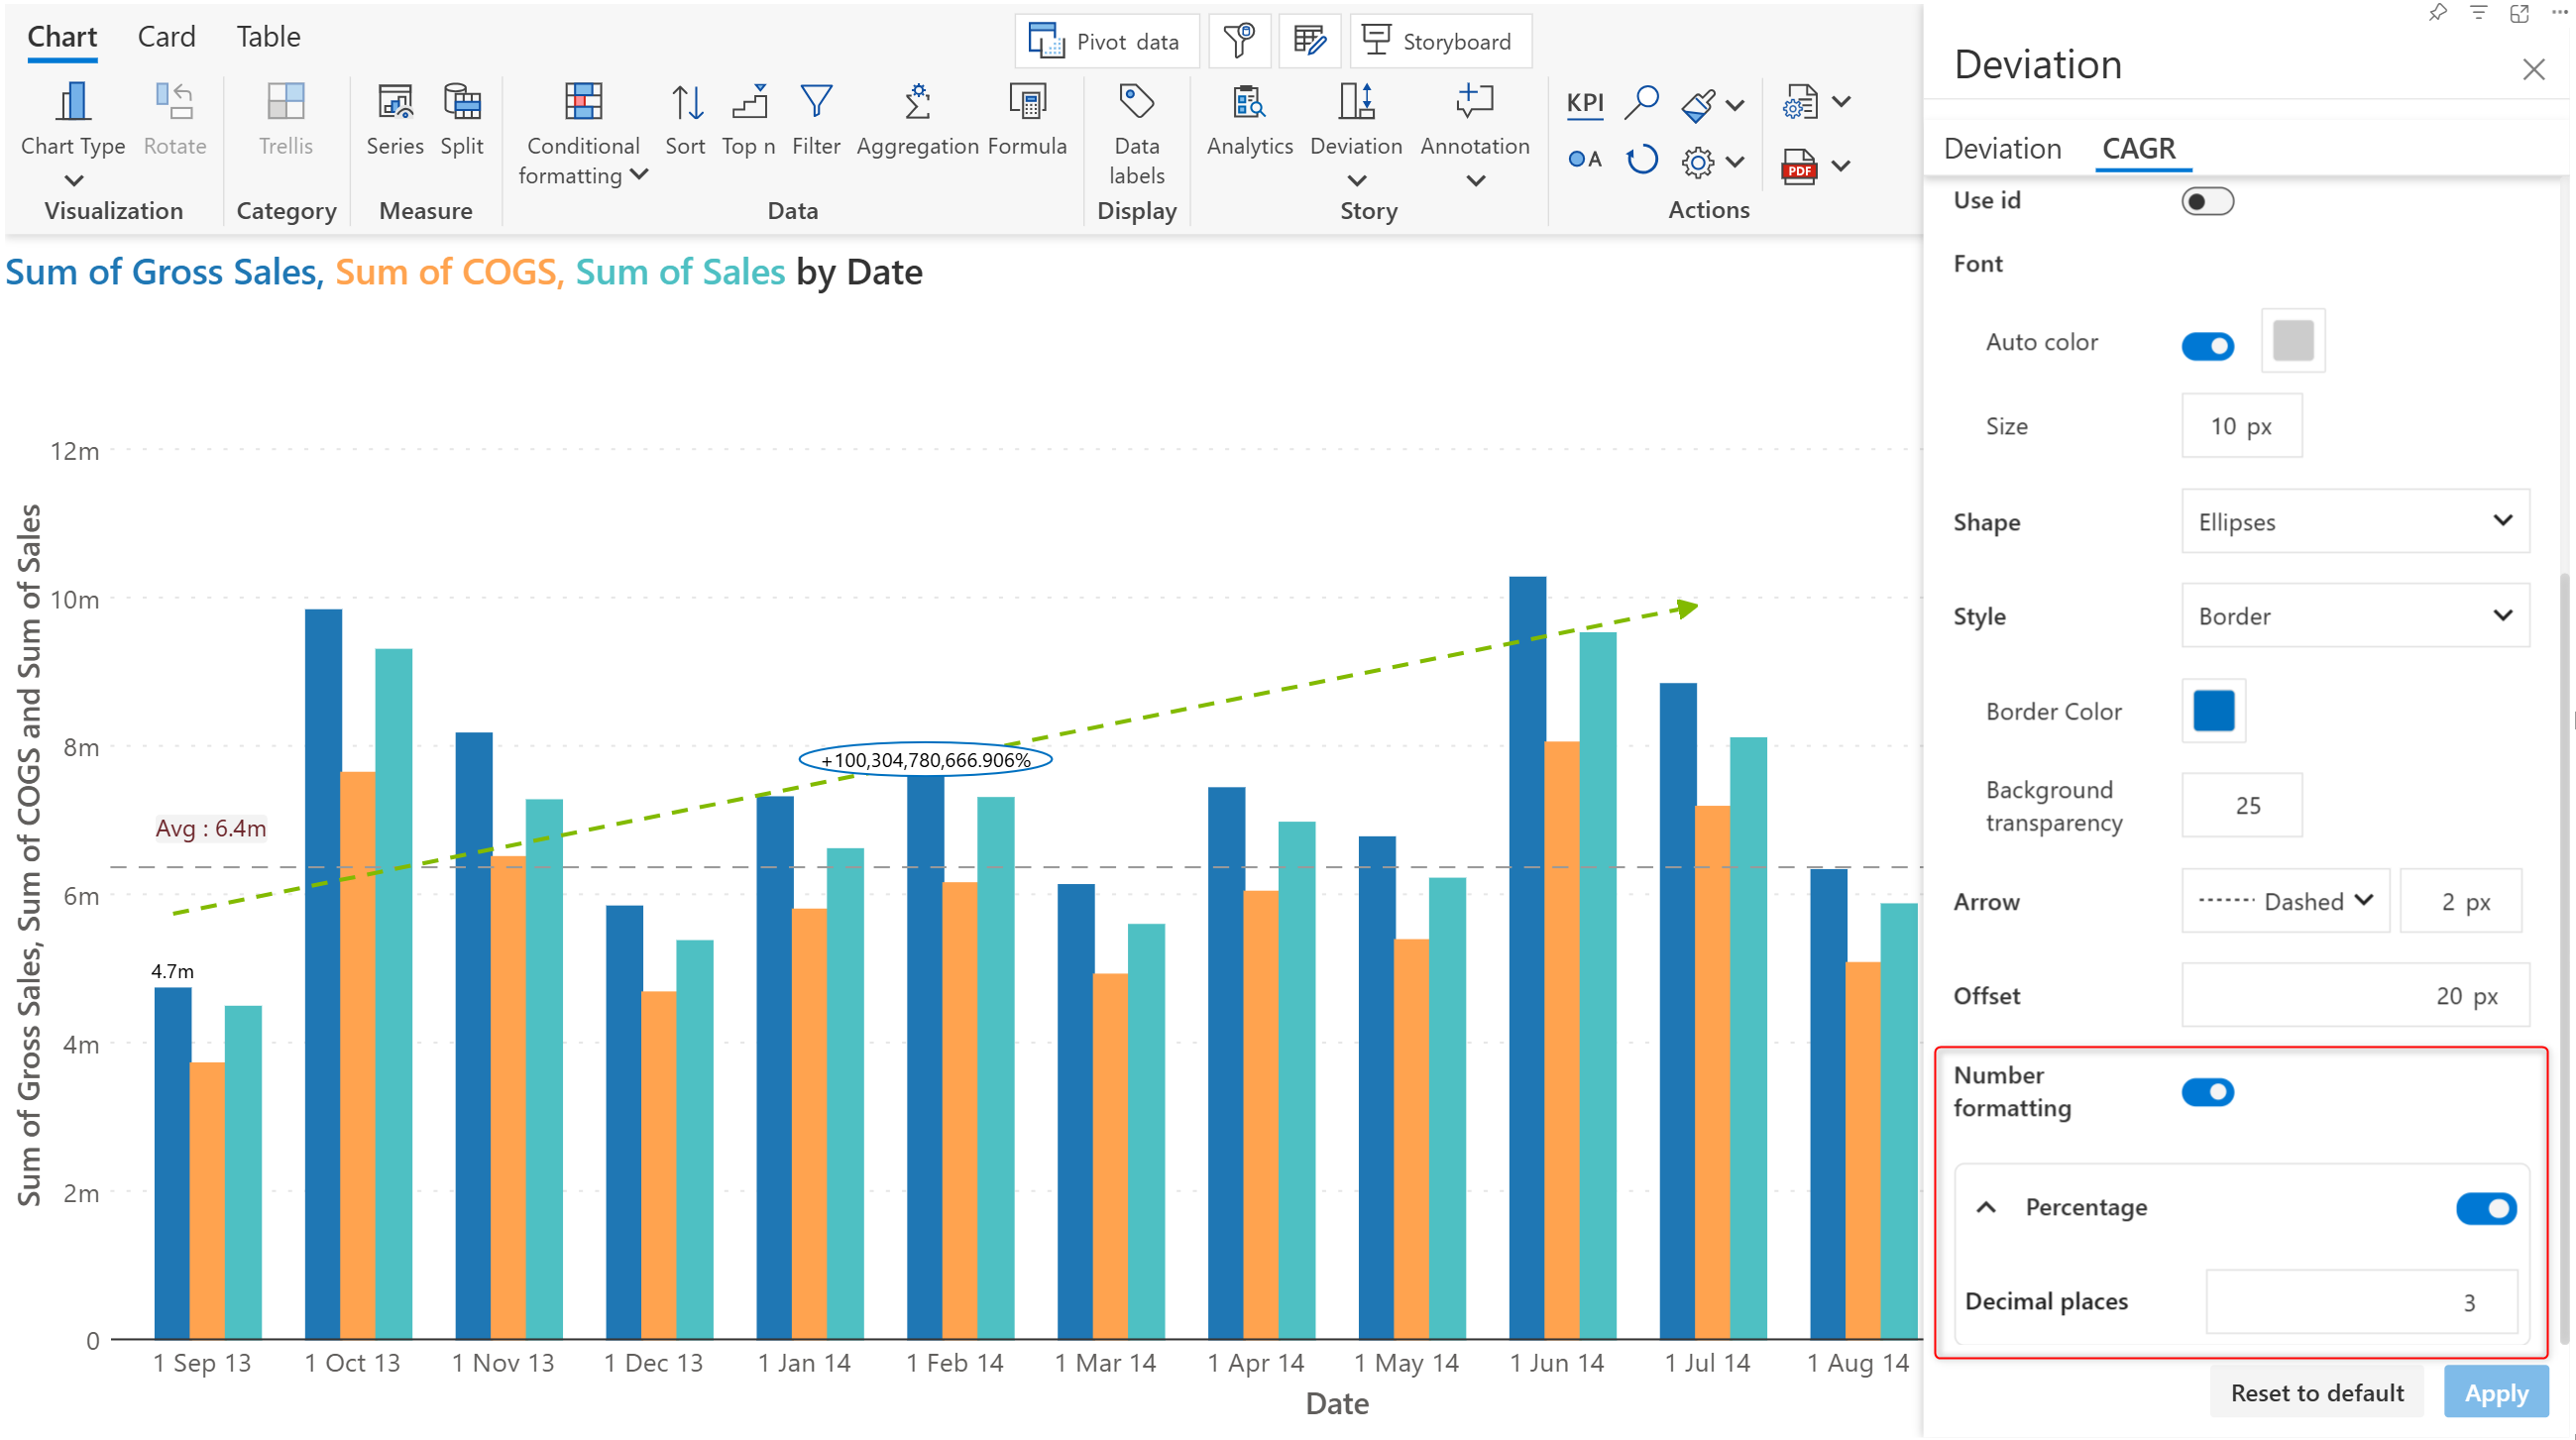 Chart Card Table
Pivot data
Storyboard
Chart Type
Rotate
Trellis
Series
Split
Conditional
formatting
Sort
Top n
Filter
Aggregation
Formula
Data
labels
Analytics
Deviation
Annotation
KPI
A
PDF
Visualization
Category
Measure
Data
Display
Story
Actions
Sum of Gross Sales, Sum of COGS, Sum of Sales by Date
Sum of Gross Sales, Sum of COGS and Sum of Sales
12m
10m
8m
6m
4m
2m
0
+100,304,780,666.906%
Avg : 6.4m
4.7m
1 Sep 13
1 Oct 13
1 Nov 13
1 Dec 13
1 Jan 14
1 Feb 14
1 Mar 14
1 Apr 14
1 May 14
1 Jun 14
1 Jul 14
1 Aug 14
Date
Deviation
Deviation CAGR
Use id
Font
Auto color
Size 10 px
Shape Ellipses
Style Border
Border Color
Background
transparency
25
Arrow Dashed 2 px
Offset 20 px
Number
formatting
Percentage
Decimal places 3
Reset to default Apply